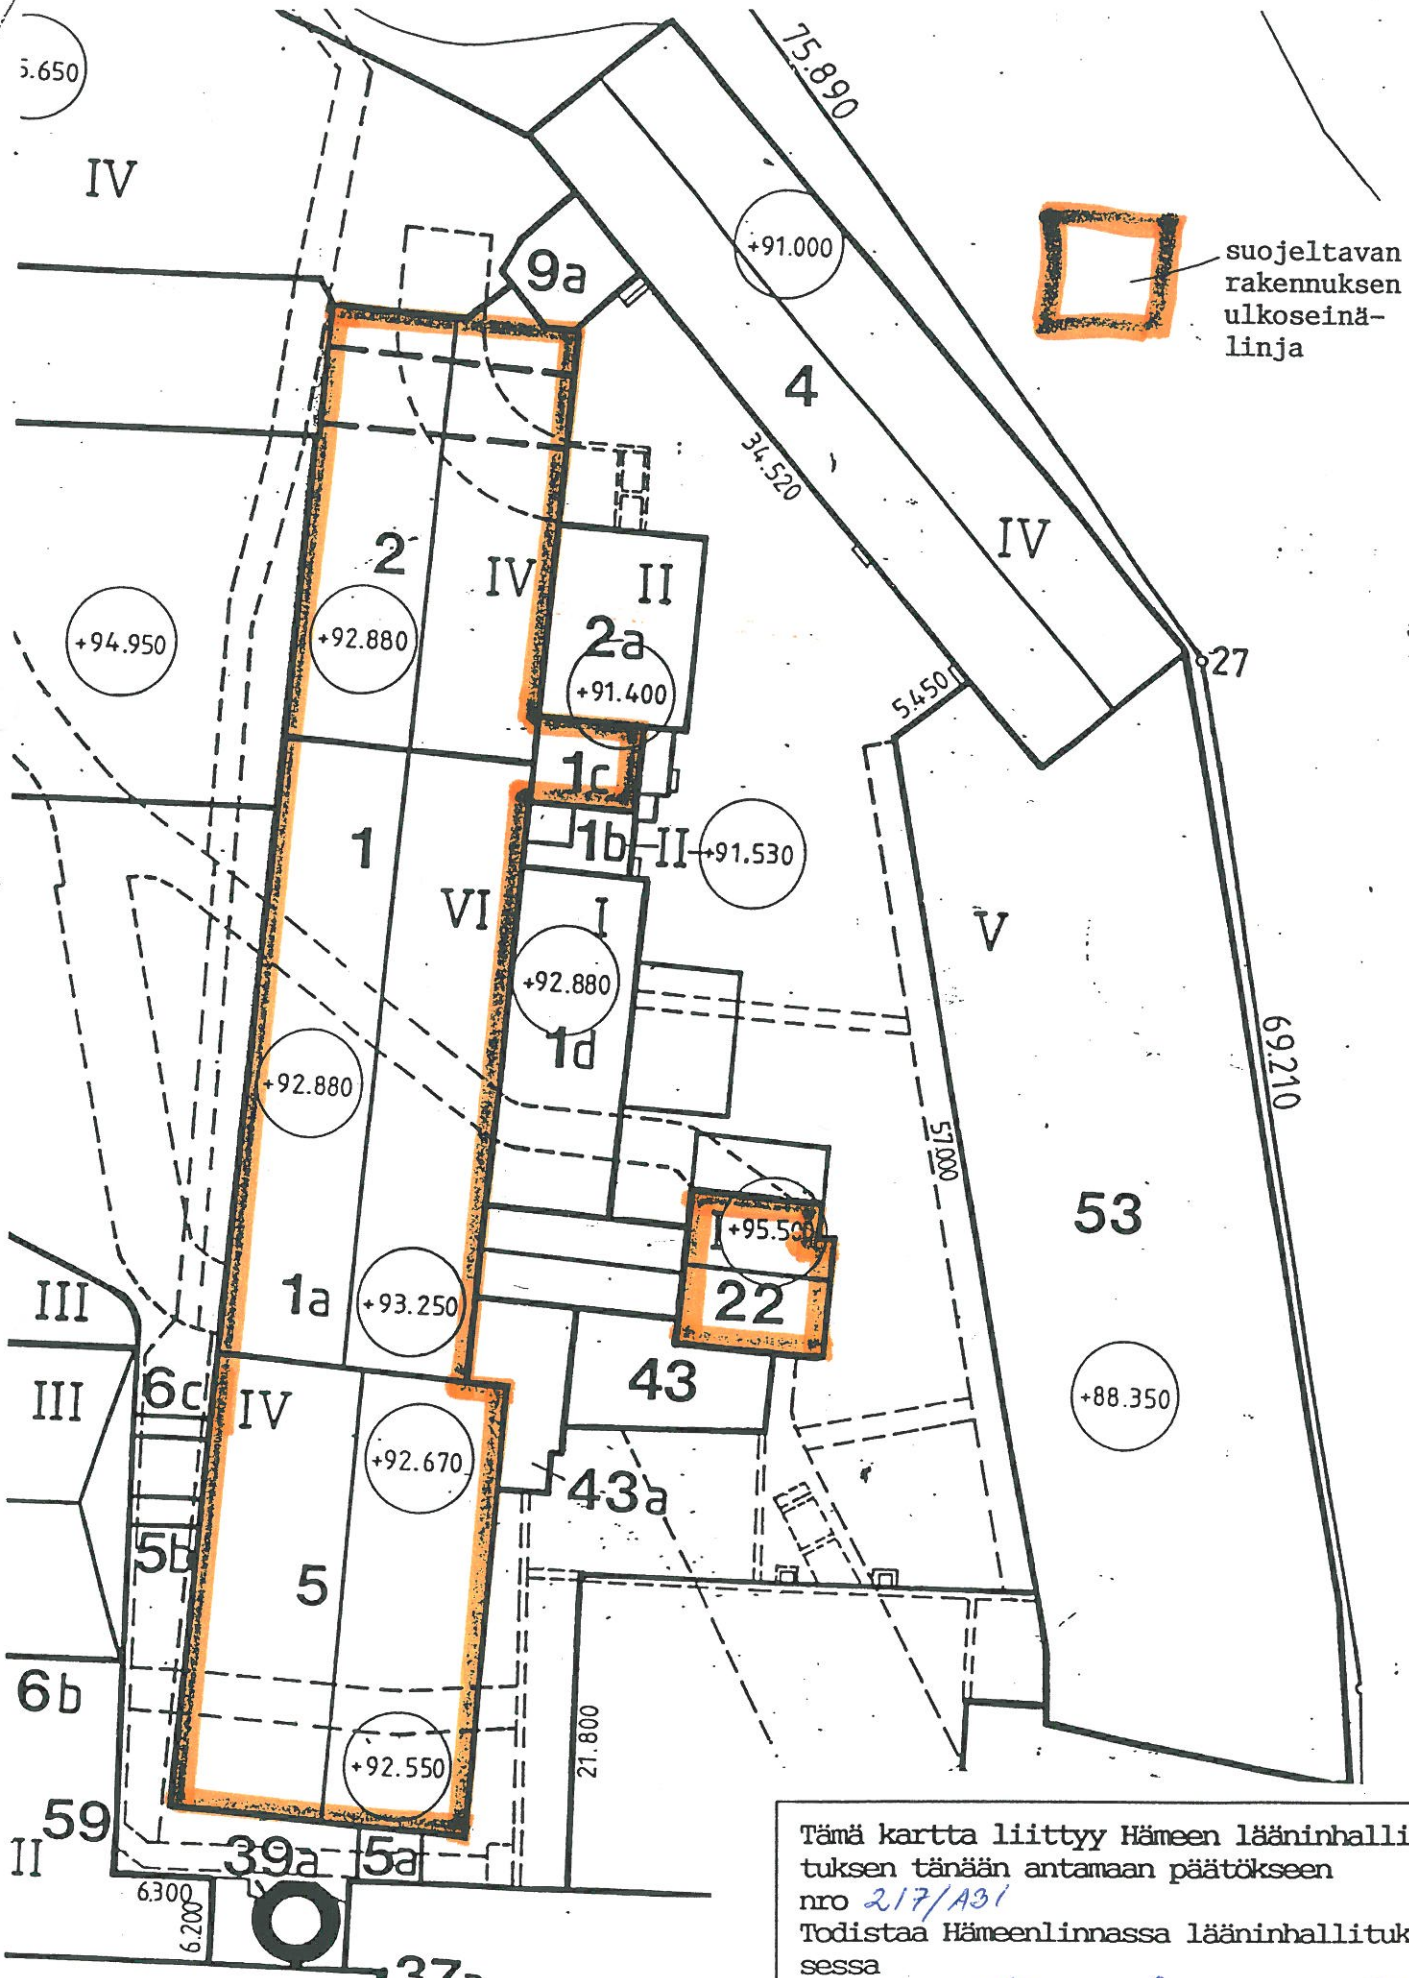 5.650
75.890
IV
+91.000
suojeltavan
rakennuksen
ulkoseinä-
linja
9a
4
34.520
2
IV
II
IV
+94.950
+92.880
2a
+91.400
27
5.450
1c
1
1b
II
+91.530
VI
I
V
+92.880
1d
+92.880
69.210
57.000
53
I
+95.500
22
III
1a
+93.250
III
6c
IV
43
+88.350
+92.670
43a
5b
5
6b
21.800
+92.550
59
II
39a
5a
6.300
6.200
37a
Tämä kartta liittyy Hämeen lääninhalli
tuksen tänään antamaan päätökseen
nro 217/A31
Todistaa Hämeenlinnassa lääninhallituk
sessa